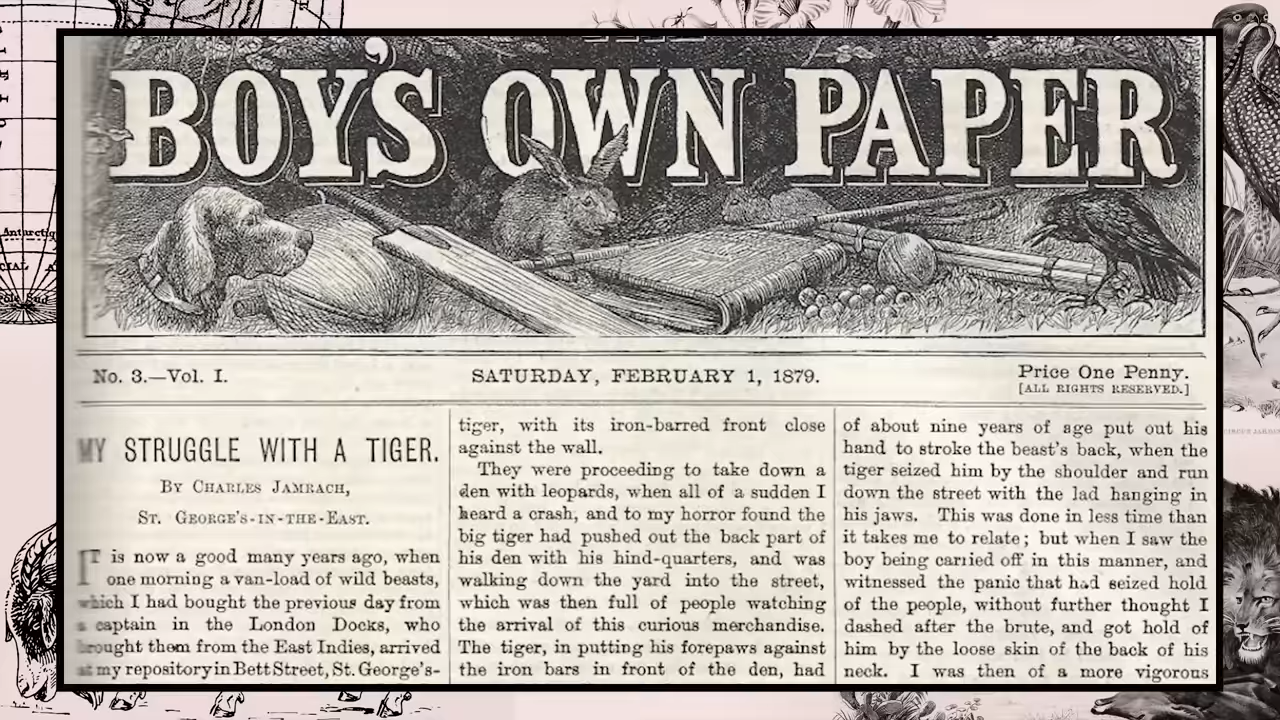 BOY'S OWN PAPER
No. 3.—Vol. I.
SATURDAY, FEBRUARY 1, 1879.
Price One Penny.
[ALL RIGHTS RESERVED.]
MY STRUGGLE WITH A TIGER.
BY CHARLES JAMRACH,
ST. GEORGE'S-IN-THE-EAST.
IT is now a good many years ago, when
one morning a van-load of wild beasts,
which I had bought the previous day from
a captain in the London Docks, who
brought them from the East Indies, arrived
at my repository in Bett Street, St. George's-
tiger, with its iron-barred front close
against the wall.
They were proceeding to take down a
den with leopards, when all of a sudden I
heard a crash, and to my horror found the
big tiger had pushed out the back part of
his den with his hind-quarters, and was
walking down the yard into the street,
which was then full of people watching
the arrival of this curious merchandise.
The tiger, in putting his forepaws against
the iron bars in front of the den, had
of about nine years of age put out his
hand to stroke the beast's back, when the
tiger seized him by the shoulder and run
down the street with the lad hanging in
his jaws. This was done in less time than
it takes me to relate; but when I saw the
boy being carried off in this manner, and
witnessed the panic that had seized hold
of the people, without further thought I
dashed after the brute, and got hold of
him by the loose skin of the back of his
neck. I was then of a more vigorous
Antarctiq
CIAL A
Pole Sud